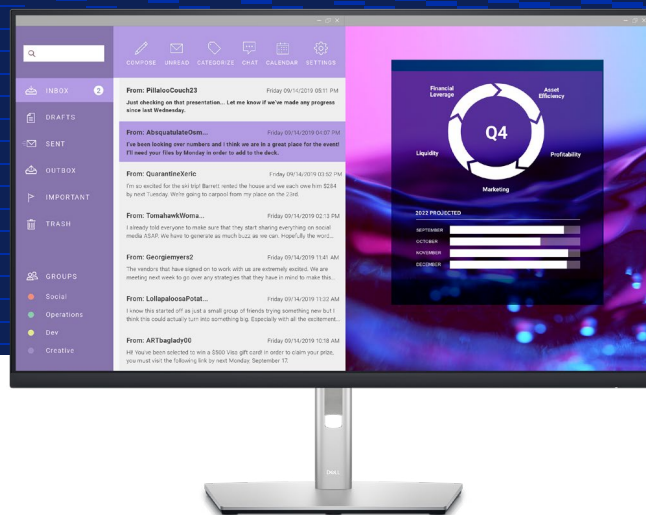 COMPOSE UNREAD CATEGORIZE CHAT CALENDAR SETTINGS
INBOX 2
DRAFTS
SENT
OUTBOX
IMPORTANT
TRASH
GROUPS
Social
Operations
Dev
Creative
From: PillalooCouch23 Friday 09/14/2019 05:11 PM
Just checking on that presentation... Let me know if we've made any progress
since last Wednesday.
From: AbsquatulateOsm... Friday 09/14/2019 04:07 PM
I've been looking over numbers and I think we are in a great place for the event!
I'll need your files by Monday in order to add to the deck.
From: QuarantineXeric Friday 09/14/2019 03:52 PM
I'm so excited for the ski trip! Barrett rented the house and we each owe him $284
by next Tuesday. We're going to carpool from my place on the 23rd.
From: TomahawkWoma... Friday 09/14/2019 02:13 PM
I already told everyone to make sure that they start sharing everything on social
media ASAP. We have to generate as much buzz as we can. Hopefully the word...
From: Georgiemyers2 Friday 09/14/2019 11:41 AM
The vendors that have signed on to work with us are extremely excited. We are
meeting next week to go over any strategies that they have in mind to make this...
From: LollapaloosaPotat... Friday 09/14/2019 11:32 AM
I know this started off as just a small group of friends trying something new but I
think this could actually turn into something big. Especially with all the excitement...
From: ARTbaglady00 Friday 09/14/2019 10:18 AM
Hi! You've been selected to win a $500 Viso gift card! In order to claim your prize,
you must visit the following link by next Monday, September 17.
Financial
Leverage
Asset
Efficiency
Q4
Liquidity
Profitability
Marketing
2022 PROJECTED
SEPTEMBER
OCTOBER
NOVEMBER
DECEMBER
DELL